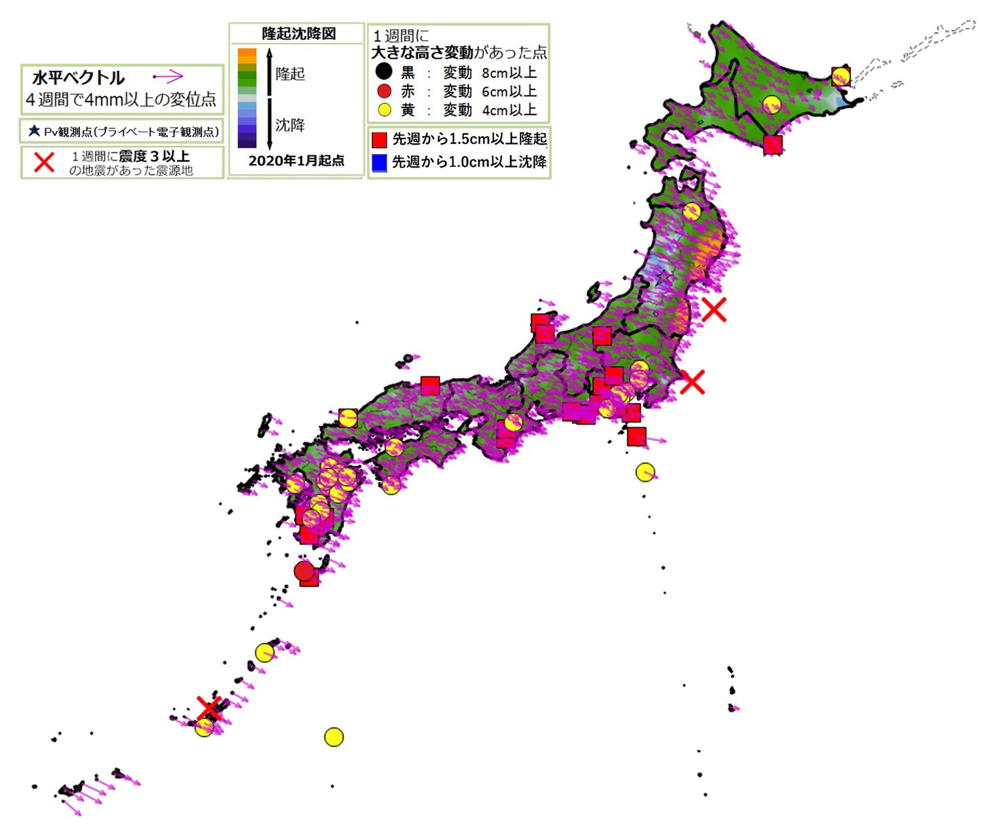 水平ベクトル
４週間で4mm以上の変位点
Pv観測点(プライベート電子観測点)
１週間に震度３以上
の地震があった震源地
隆起沈降図
隆起
沈降
2020年1月起点
１週間に
大きな高さ変動があった点
黒 ： 変動 8cm以上
赤 ： 変動 6cm以上
黄 ： 変動 4cm以上
先週から1.5cm以上隆起
先週から1.0cm以上沈降